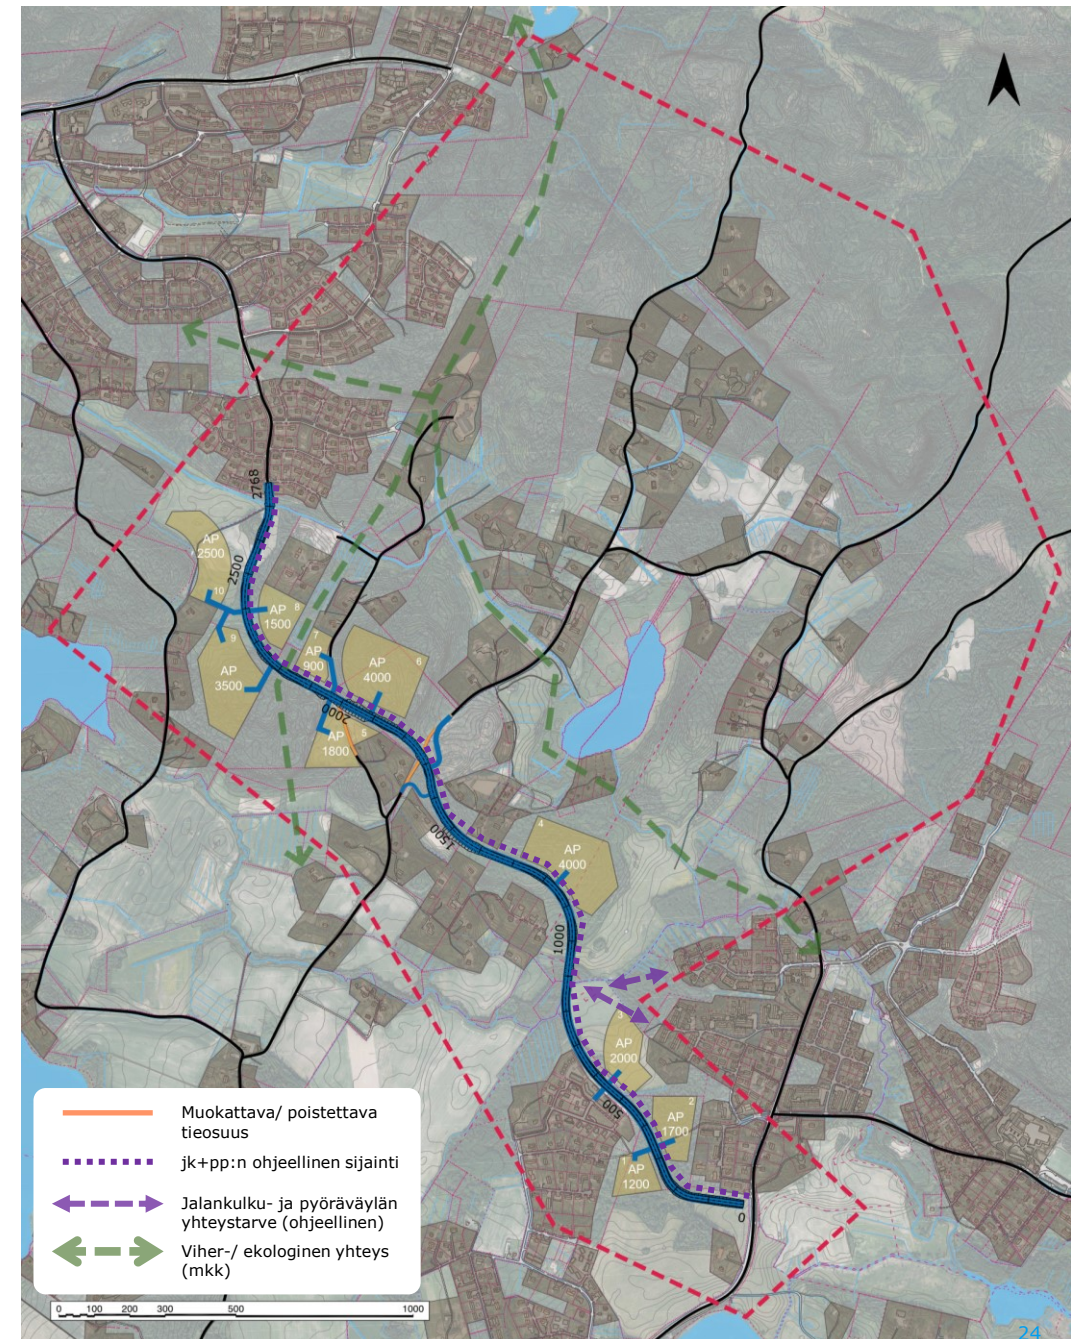 2768
AP
2500
2500
10
8
AP
1500
9
7
AP
900
6
AP
4000
AP
3500
2000
5
AP
1800
1500
4
AP
4000
1000
3
AP
2000
500
2
AP
1700
1
AP
1200
0
Muokattava/ poistettava
tieosuus
jk+pp:n ohjeellinen sijainti
Jalankulku- ja pyöräväylän
yhteystarve (ohjeellinen)
Viher-/ ekologinen yhteys
(mkk)
0 100 200 300 500 1000
24